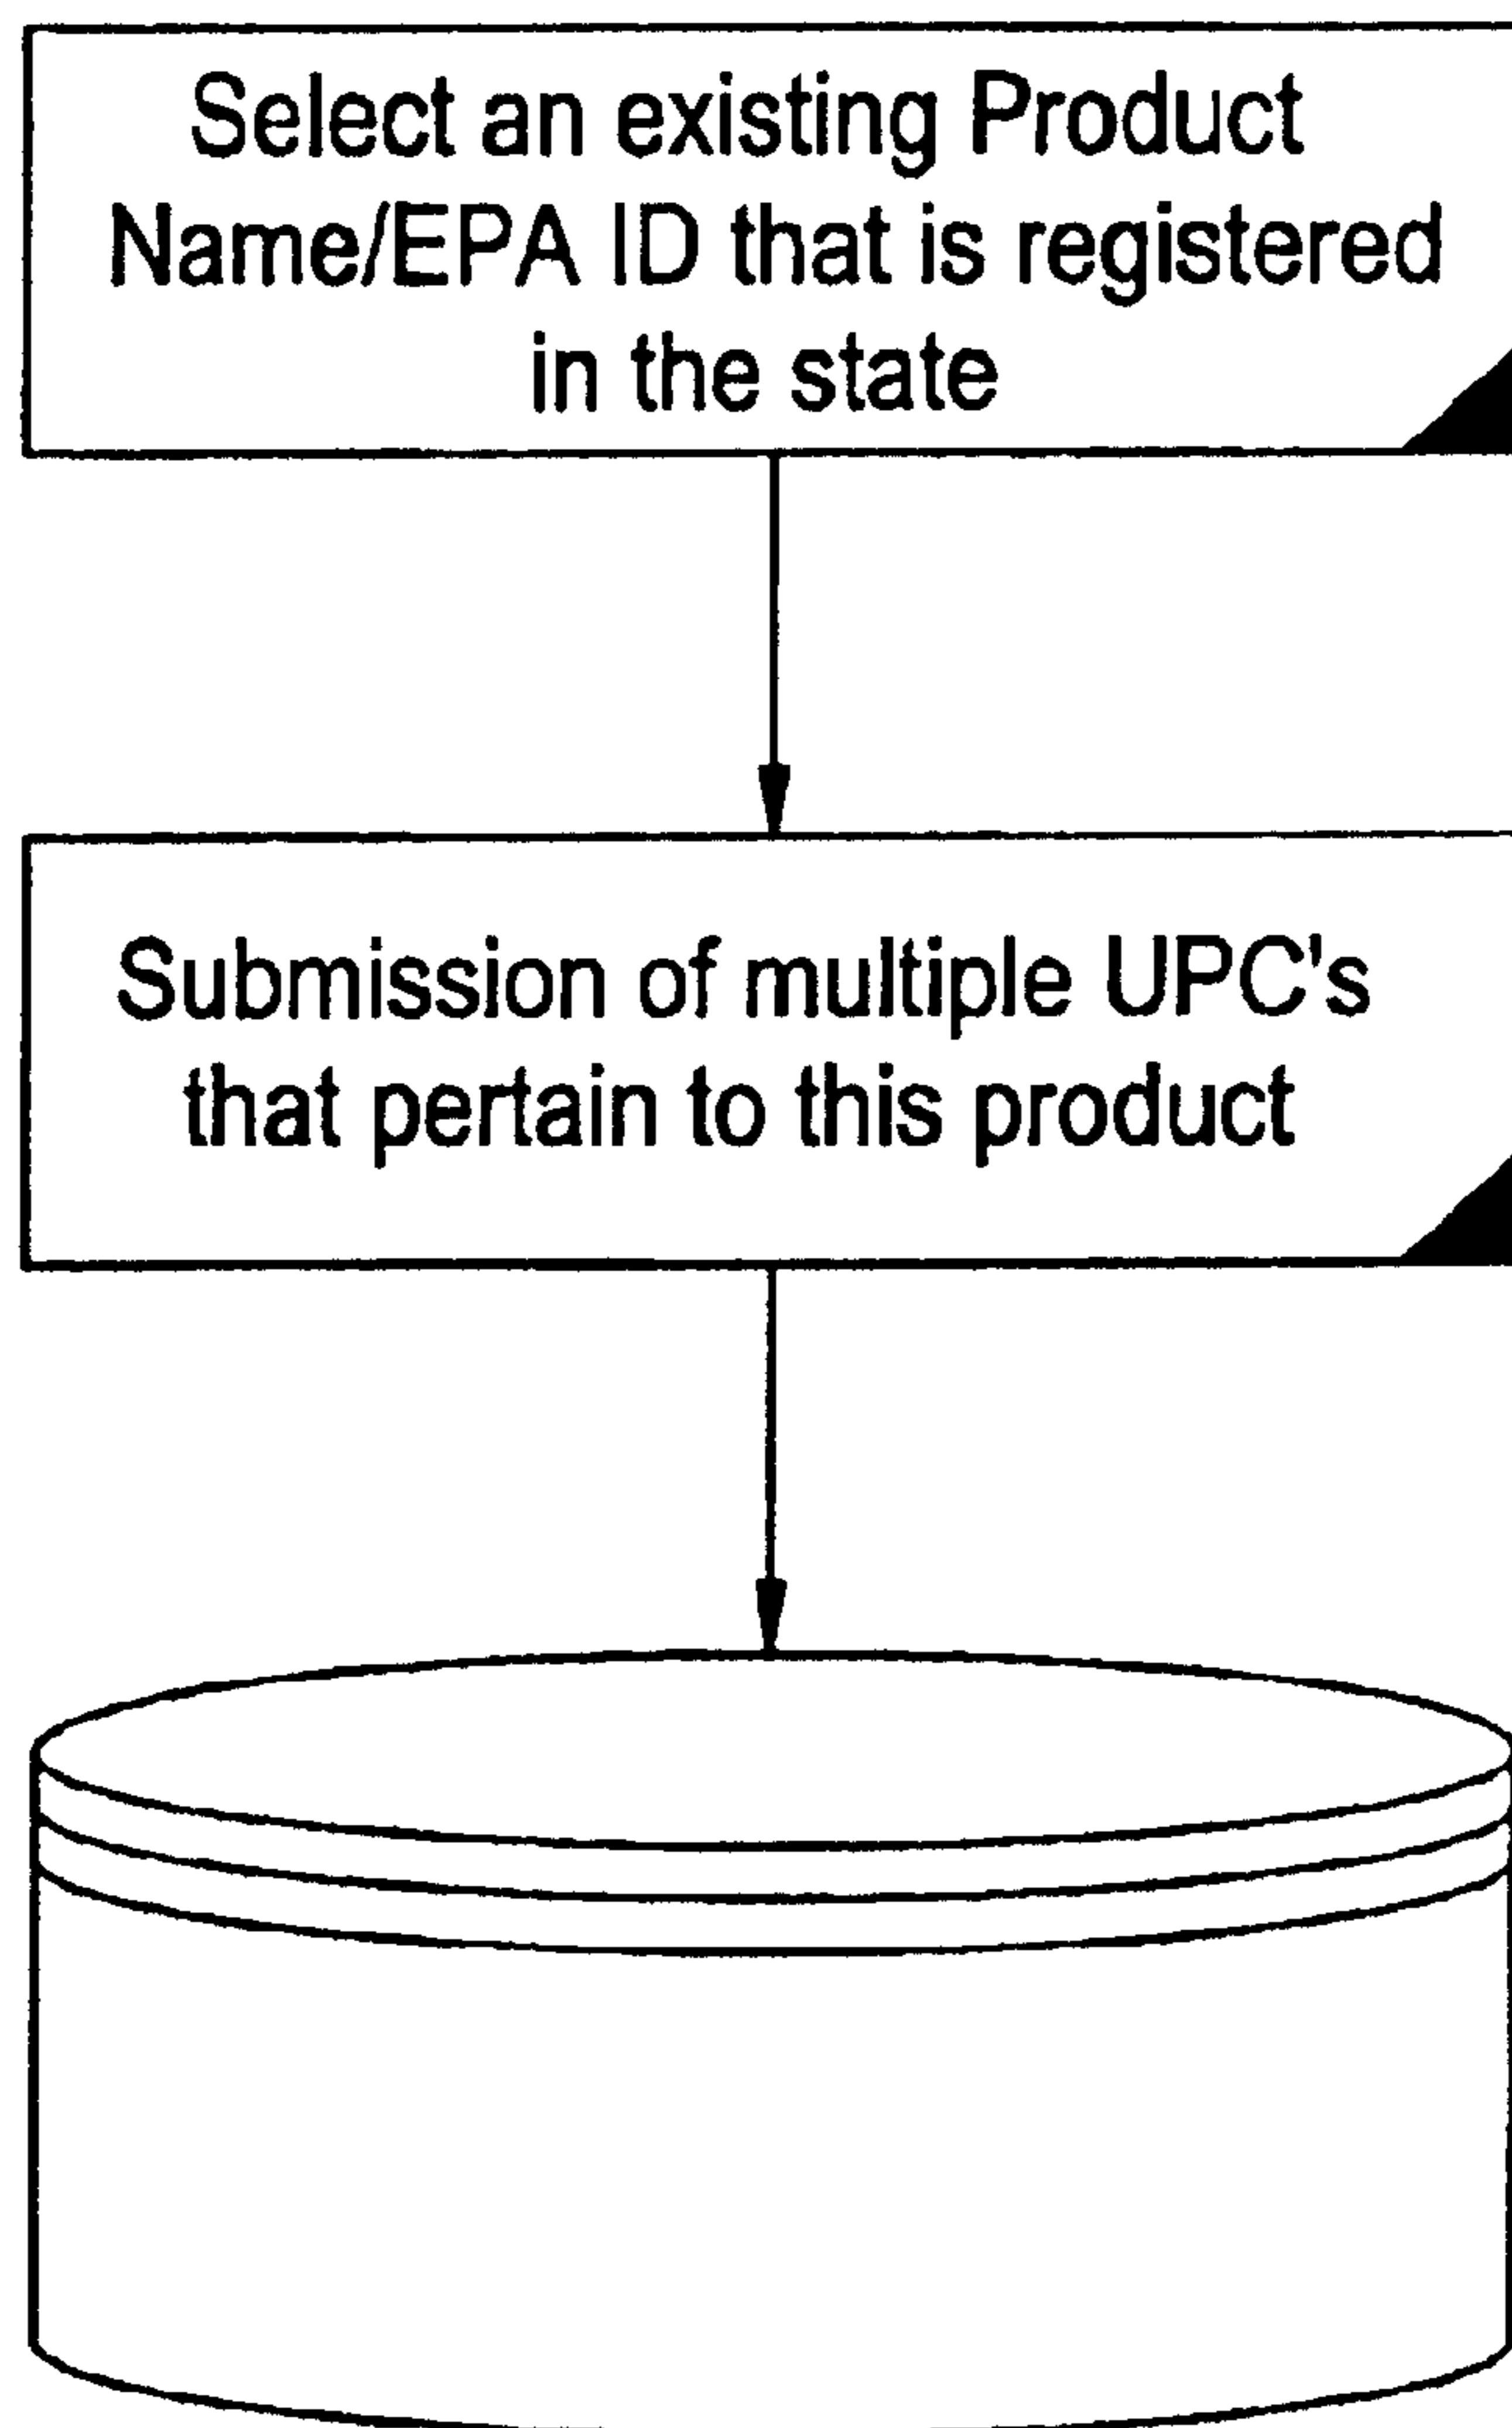 Select an existing Product
Name/EPA ID that is registered
in the state
Submission of multiple UPC's
that pertain to this product